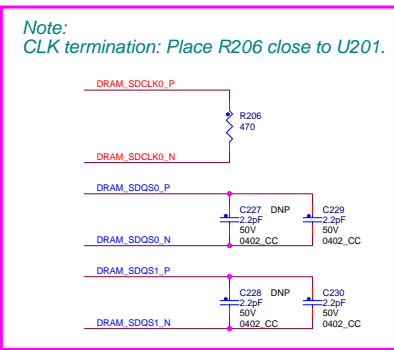 Note:
CLK termination: Place R206 close to U201.
DRAM_SDCLK0_P
R206
470
DRAM_SDCLK0_N
DRAM_SDQS0_P
C227 DNP C229
2.2pF 2.2pF
50V 50V
DRAM_SDQS0_N 0402_CC 0402_CC
DRAM_SDQS1_P
C228 DNP C230
2.2pF 2.2pF
50V 50V
DRAM_SDQS1_N 0402_CC 0402_CC